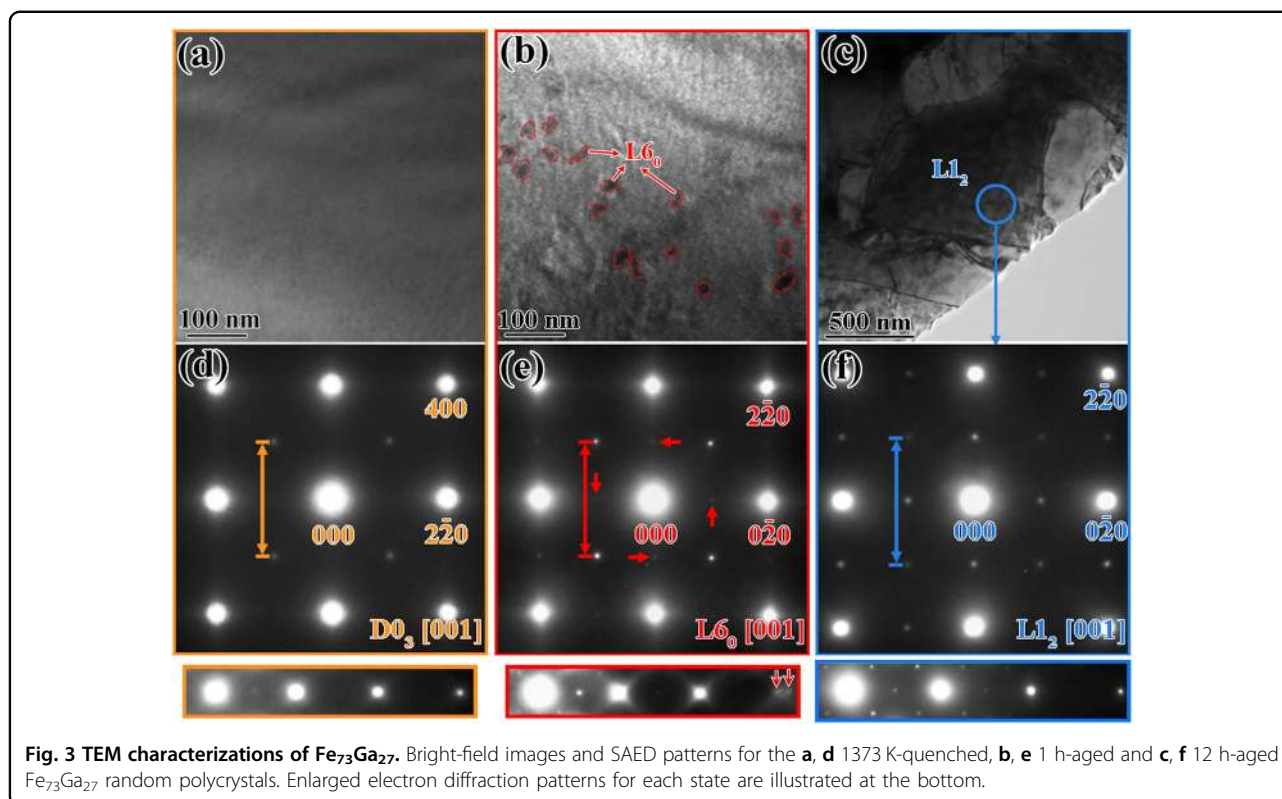 (a) (b) (c)
L6₀
L1₂
100 nm 100 nm 500 nm
(d) (e) (f)
400 22̄0 22̄0
000 22̄0 000 02̄0 000 02̄0
D0₃ [001] L6₀ [001] L1₂ [001]
Fig. 3 TEM characterizations of Fe₇₃Ga₂₇. Bright-field images and SAED patterns for the a, d 1373 K-quenched, b, e 1 h-aged and c, f 12 h-aged
Fe₇₃Ga₂₇ random polycrystals. Enlarged electron diffraction patterns for each state are illustrated at the bottom.